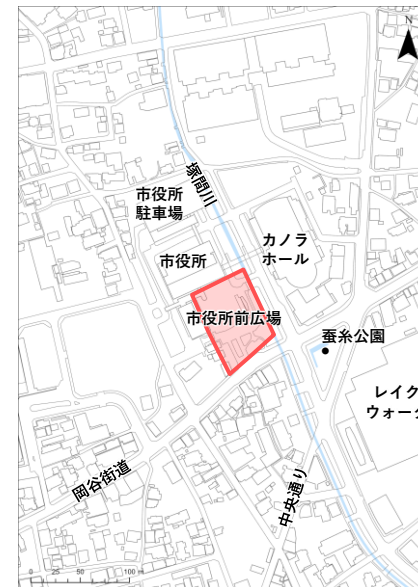 N
塚間川
市役所
駐車場
カノラ
ホール
市役所
市役所前広場
蚕糸公園
レイク
ウォーク
岡谷街道
中央通り
0 25 50 100 m